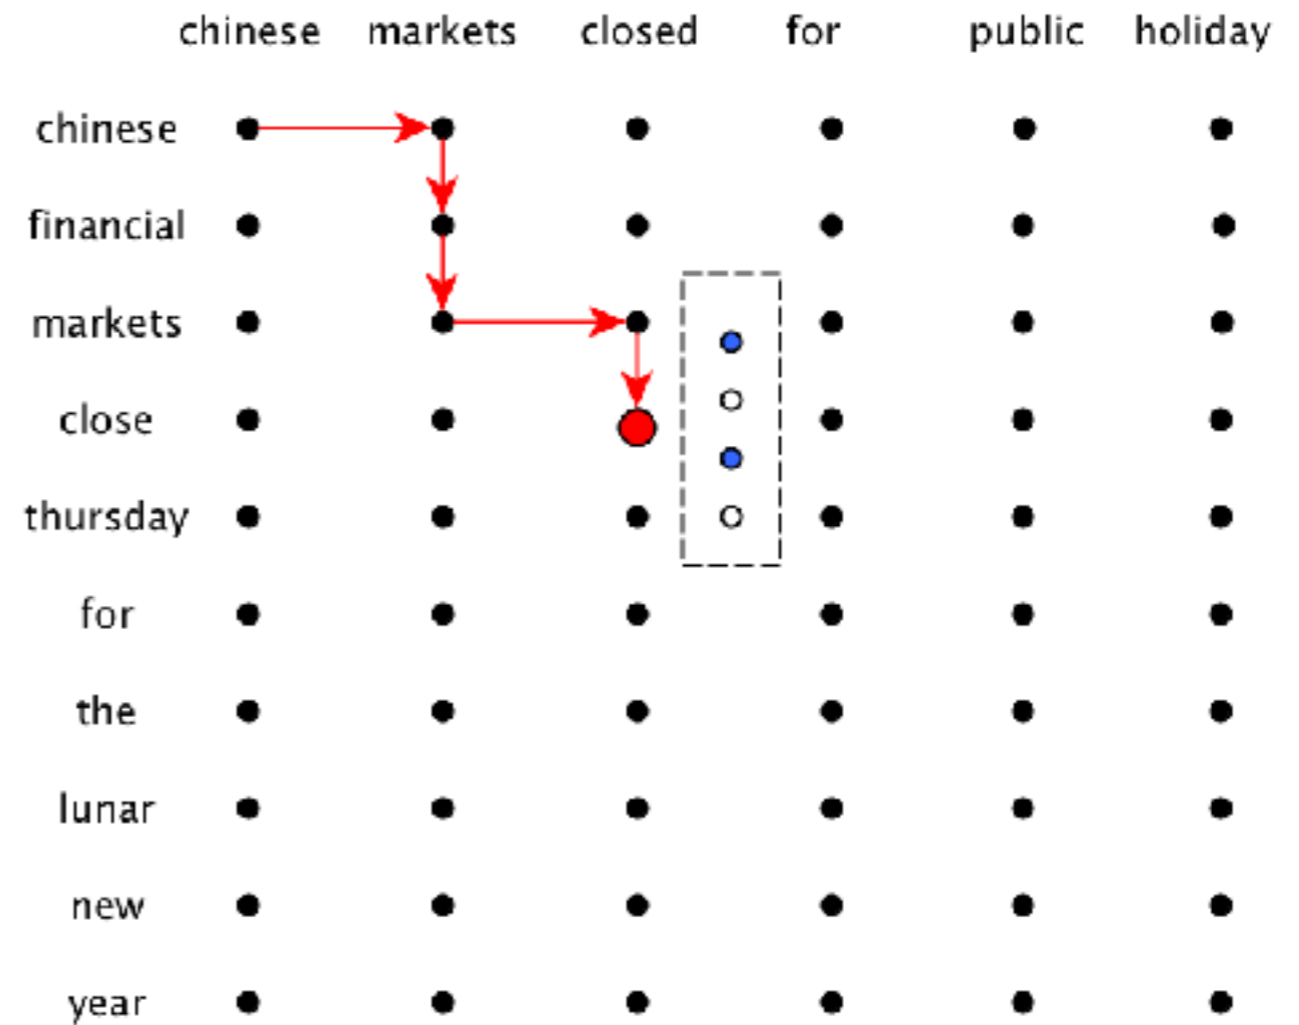 chinese markets closed for public holiday
chinese
financial
markets
close
thursday
for
the
lunar
new
year